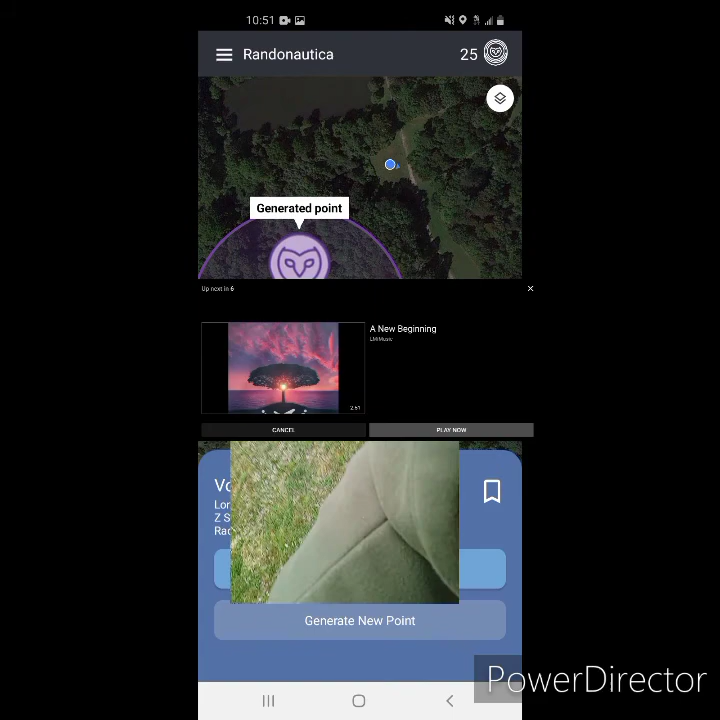 10:51
Randonautica
25
Generated point
Up next in 6
A New Beginning
LMiMusic
2:51
CANCEL
PLAY NOW
Z S
Generate New Point
PowerDirector